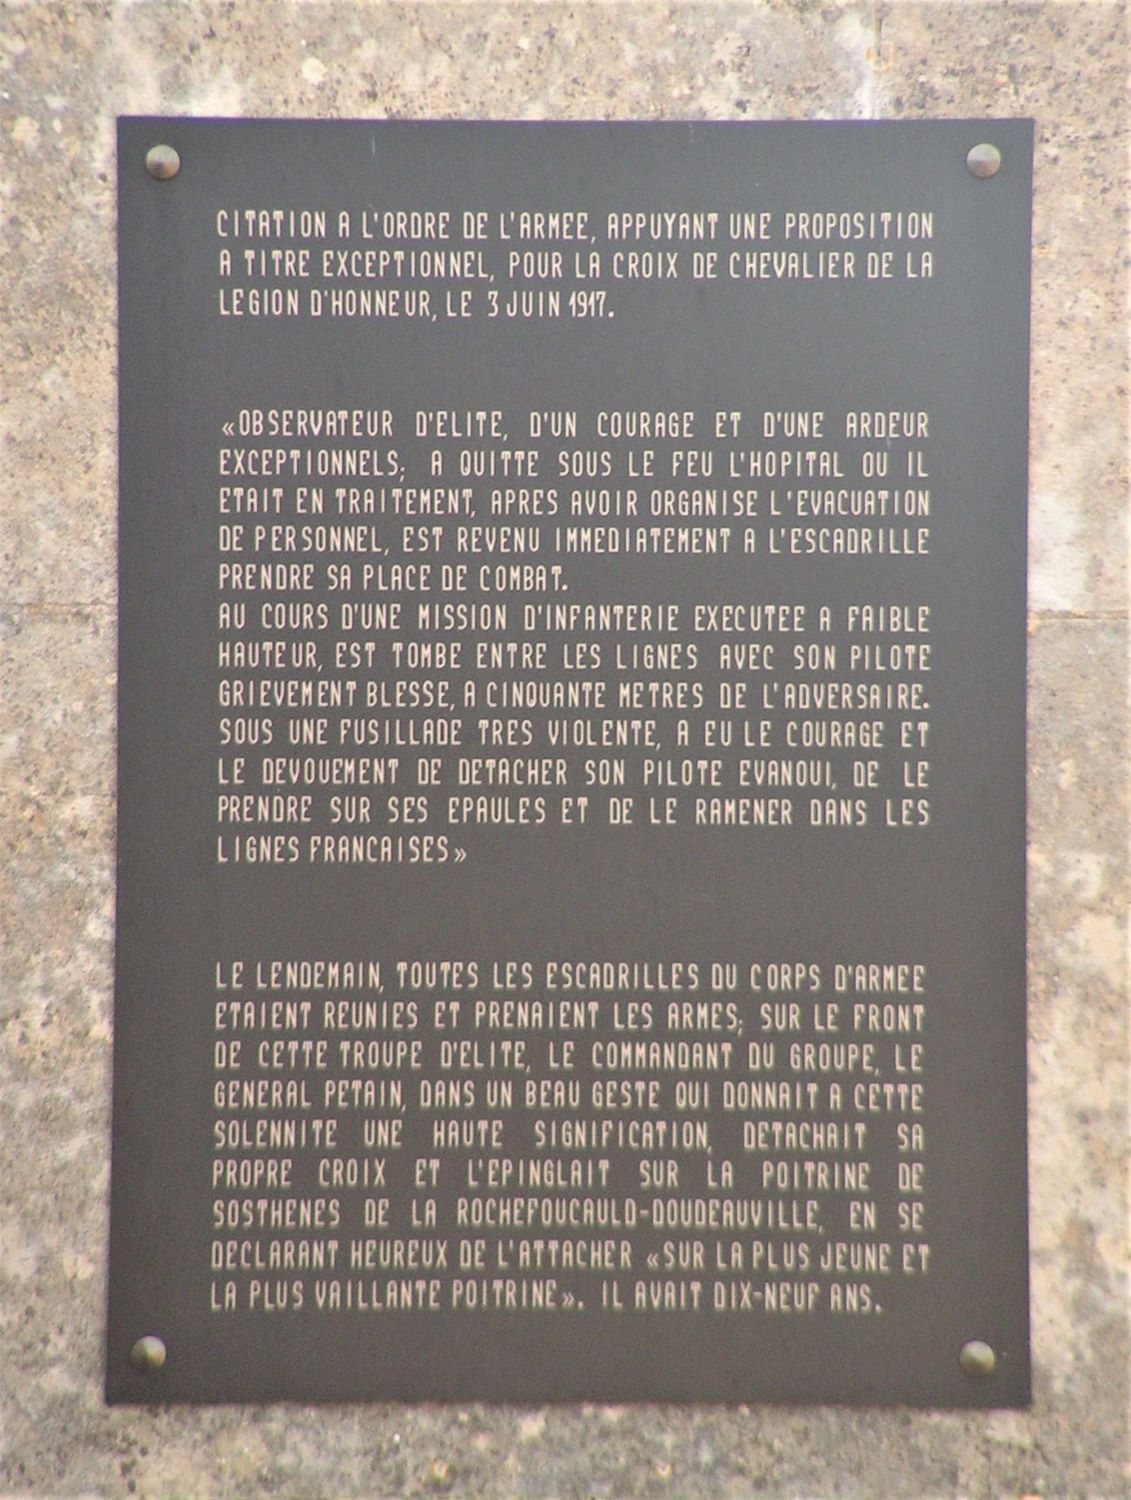 CITATION A L'ORDRE DE L'ARMEE, APPUYANT UNE PROPOSITION
A TITRE EXCEPTIONNEL, POUR LA CROIX DE CHEVALIER DE LA
LEGION D'HONNEUR, LE 3 JUIN 1917.
«OBSERVATEUR D'ELITE, D'UN COURAGE ET D'UNE ARDEUR
EXCEPTIONNELS; A QUITTE SOUS LE FEU L'HOPITAL OU IL
ETAIT EN TRAITEMENT, APRES AVOIR ORGANISE L'EVACUATION
DE PERSONNEL, EST REVENU IMMEDIATEMENT A L'ESCADRILLE
PRENDRE SA PLACE DE COMBAT.
AU COURS D'UNE MISSION D'INFANTERIE EXECUTEE A FAIBLE
HAUTEUR, EST TOMBE ENTRE LES LIGNES AVEC SON PILOTE
GRIEVEMENT BLESSE, A CINQUANTE METRES DE L'ADVERSAIRE.
SOUS UNE FUSILLADE TRES VIOLENTE, A EU LE COURAGE ET
LE DEVOUEMENT DE DETACHER SON PILOTE EVANOUI, DE LE
PRENDRE SUR SES EPAULES ET DE LE RAMENER DANS LES
LIGNES FRANCAISES»
LE LENDEMAIN, TOUTES LES ESCADRILLES DU CORPS D'ARMEE
ETAIENT REUNIES ET PRENAIENT LES ARMES; SUR LE FRONT
DE CETTE TROUPE D'ELITE, LE COMMANDANT DU GROUPE, LE
GENERAL PETAIN, DANS UN BEAU GESTE QUI DONNAIT A CETTE
SOLENNITE UNE HAUTE SIGNIFICATION, DETACHAIT SA
PROPRE CROIX ET L'EPINGLAIT SUR LA POITRINE DE
SOSTHENES DE LA ROCHEFOUCAULD-DOUDEAUVILLE, EN SE
DECLARANT HEUREUX DE L'ATTACHER «SUR LA PLUS JEUNE ET
LA PLUS VAILLANTE POITRINE». IL AVAIT DIX-NEUF ANS.